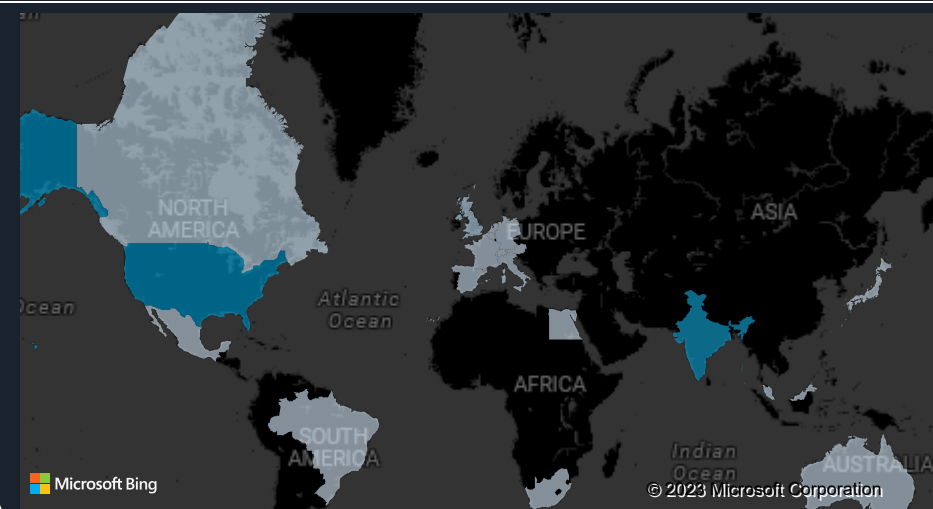 NORTH
AMERICA
EUROPE
ASIA
Atlantic
Ocean
Ocean
AFRICA
SOUTH
AMERICA
Indian
Ocean
AUSTRALIA
Microsoft Bing
© 2023 Microsoft Corporation